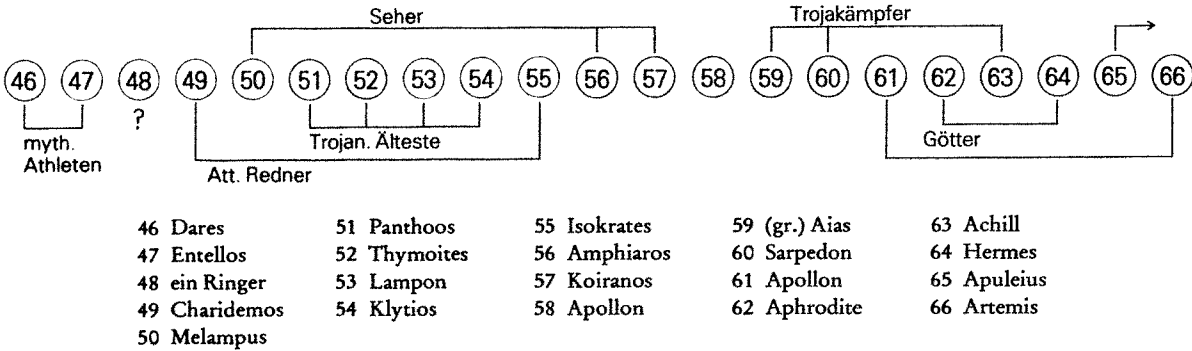 Seher
Trojakämpfer
46 47 48 49 50 51 52 53 54 55 56 57 58 59 60 61 62 63 64 65 66
?
myth.
Athleten
Trojan. Älteste
Götter
Att. Redner
46 Dares
47 Entellos
48 ein Ringer
49 Charidemos
50 Melampus
51 Panthoos
52 Thymoites
53 Lampon
54 Klytios
55 Isokrates
56 Amphiaros
57 Koiranos
58 Apollon
59 (gr.) Aias
60 Sarpedon
61 Apollon
62 Aphrodite
63 Achill
64 Hermes
65 Apuleius
66 Artemis